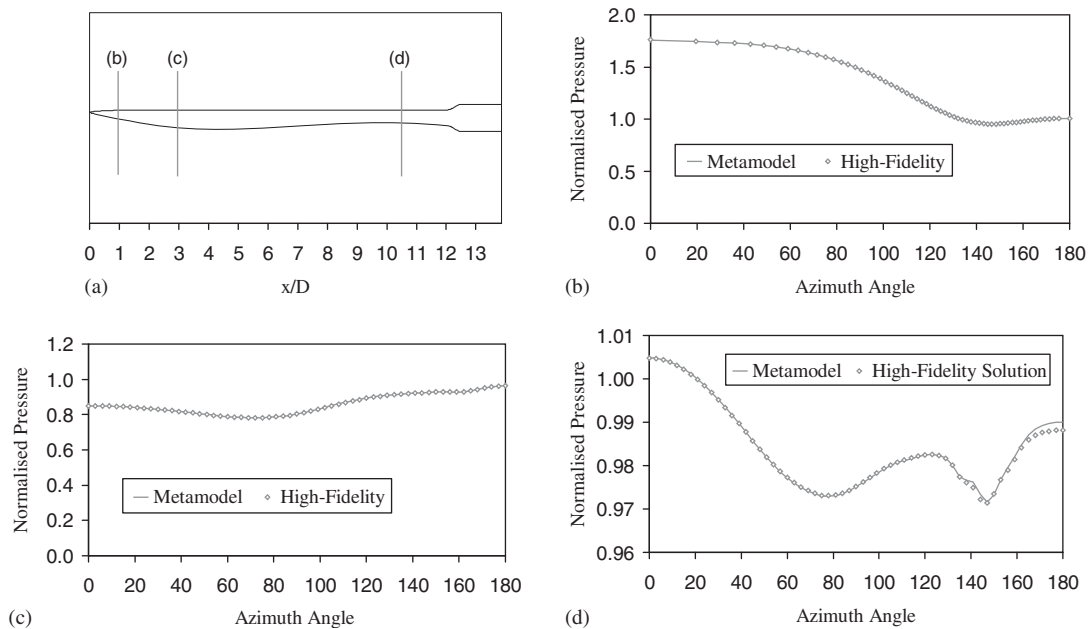 (b) (c) (d)
0 1 2 3 4 5 6 7 8 9 10 11 12 13
(a) x/D
Normalised Pressure
2.0
1.5
1.0
0.5
0.0
Metamodel High-Fidelity
0 20 40 60 80 100 120 140 160 180
(b) Azimuth Angle
Normalised Pressure
1.2
1.0
0.8
0.6
0.4
0.2
0.0
Metamodel High-Fidelity
0 20 40 60 80 100 120 140 160 180
(c) Azimuth Angle
Normalised Pressure
1.01
1.00
0.99
0.98
0.97
0.96
Metamodel High-Fidelity Solution
0 20 40 60 80 100 120 140 160 180
(d) Azimuth Angle